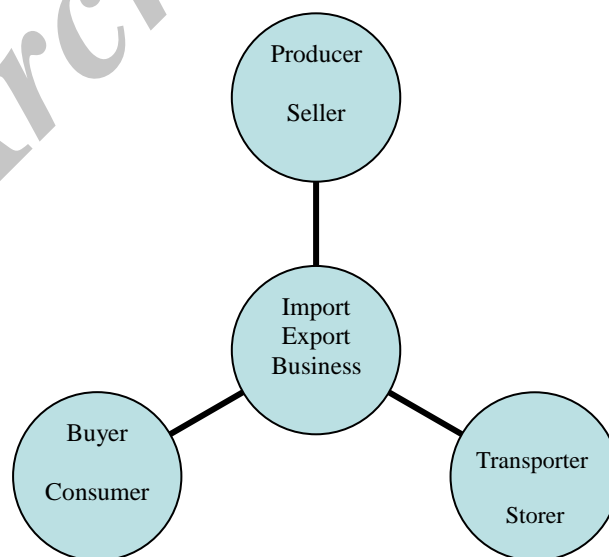 Producer
Seller
Import
Export
Business
Buyer
Consumer
Transporter
Storer